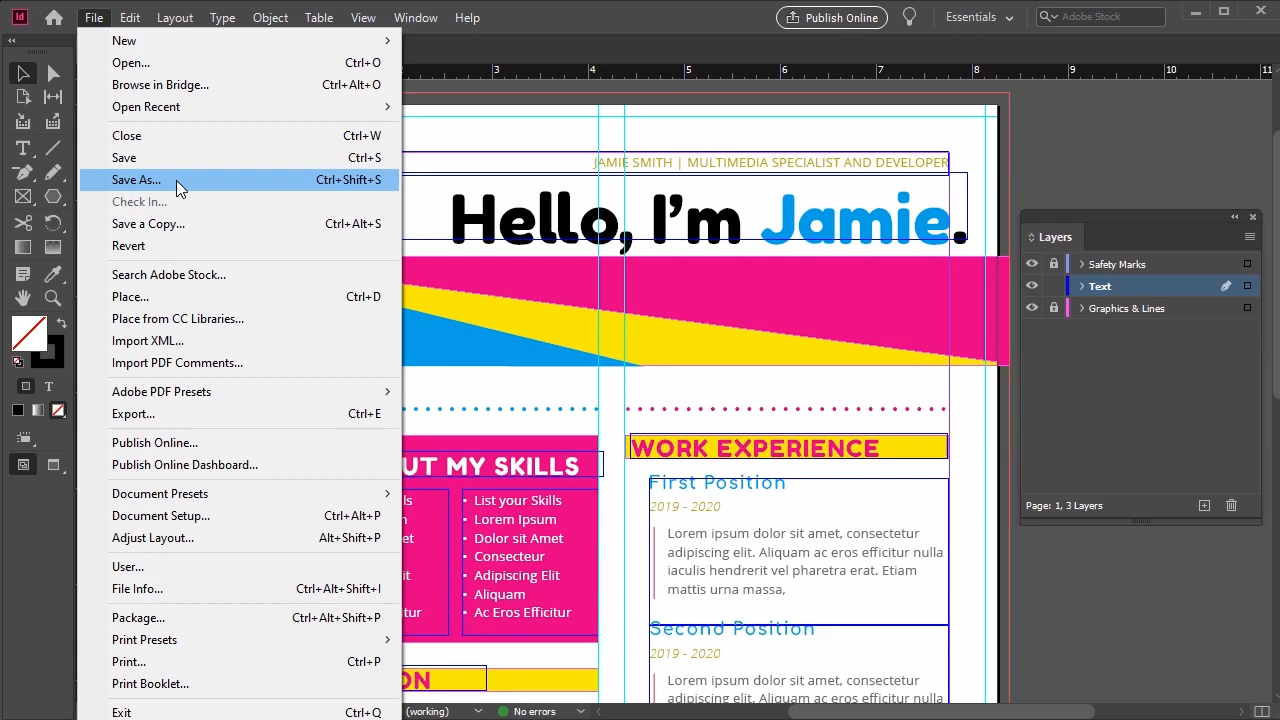 Id File Edit Layout Type Object Table View Window Help Publish Online Essentials Adobe Stock
New
Open... Ctrl+O
Browse in Bridge... Ctrl+Alt+O
Open Recent
Close Ctrl+W
Save Ctrl+S
Save As... Ctrl+Shift+S
Check In...
Save a Copy... Ctrl+Alt+S
Revert
Search Adobe Stock...
Place... Ctrl+D
Place from CC Libraries...
Import XML...
Import PDF Comments...
Adobe PDF Presets
Export... Ctrl+E
Publish Online...
Publish Online Dashboard...
Document Presets
Document Setup... Ctrl+Alt+P
Adjust Layout... Alt+Shift+P
User...
File Info... Ctrl+Alt+Shift+I
Package... Ctrl+Alt+Shift+P
Print Presets
Print... Ctrl+P
Print Booklet...
Exit Ctrl+Q
3 4 5 6 7 8 9 10 11
JAMIE SMITH | MULTIMEDIA SPECIALIST AND DEVELOPER
Hello, I’m Jamie.
UT MY SKILLS
• List your Skills
• Lorem Ipsum
• Dolor sit Amet
• Consecteur
• Adipiscing Elit
• Aliquam
• Ac Eros Efficitur
ON
WORK EXPERIENCE
First Position
2019 - 2020
Lorem ipsum dolor sit amet, consectetur
adipiscing elit. Aliquam ac eros efficitur nulla
iaculis hendrerit vel pharetra erat. Etiam
mattis urna massa,
Second Position
2019 - 2020
Lorem ipsum dolor sit amet, consectetur
adipiscing elit. Aliquam ac eros efficitur nulla
Layers
Safety Marks
Text
Graphics & Lines
Page: 1, 3 Layers
(working) No errors